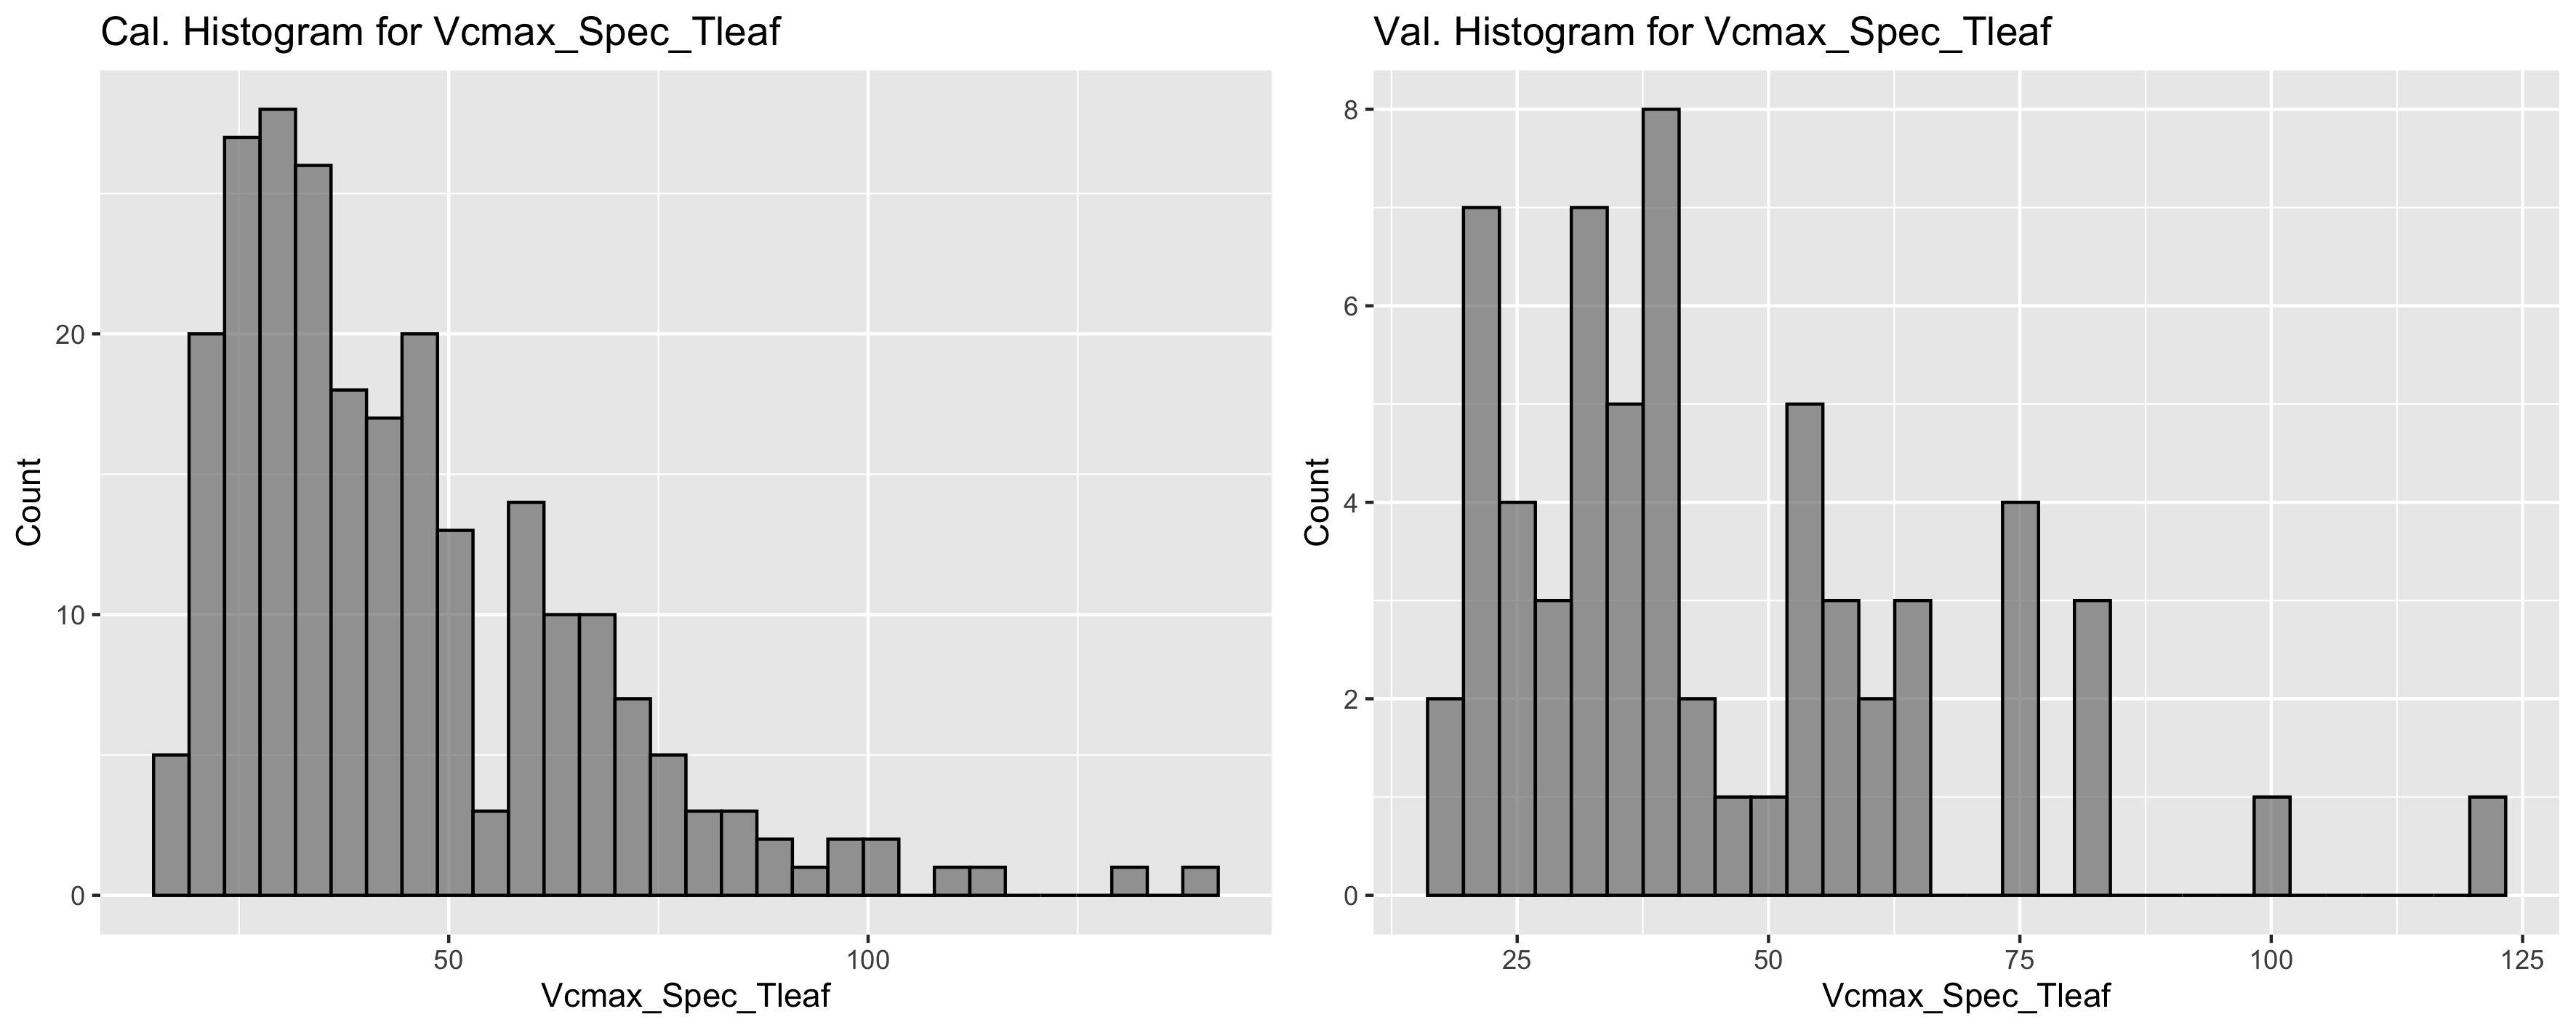 Cal. Histogram for Vcmax_Spec_Tleaf
Count
20
10
0
50
100
Vcmax_Spec_Tleaf
Val. Histogram for Vcmax_Spec_Tleaf
Count
8
6
4
2
0
25
50
75
100
125
Vcmax_Spec_Tleaf